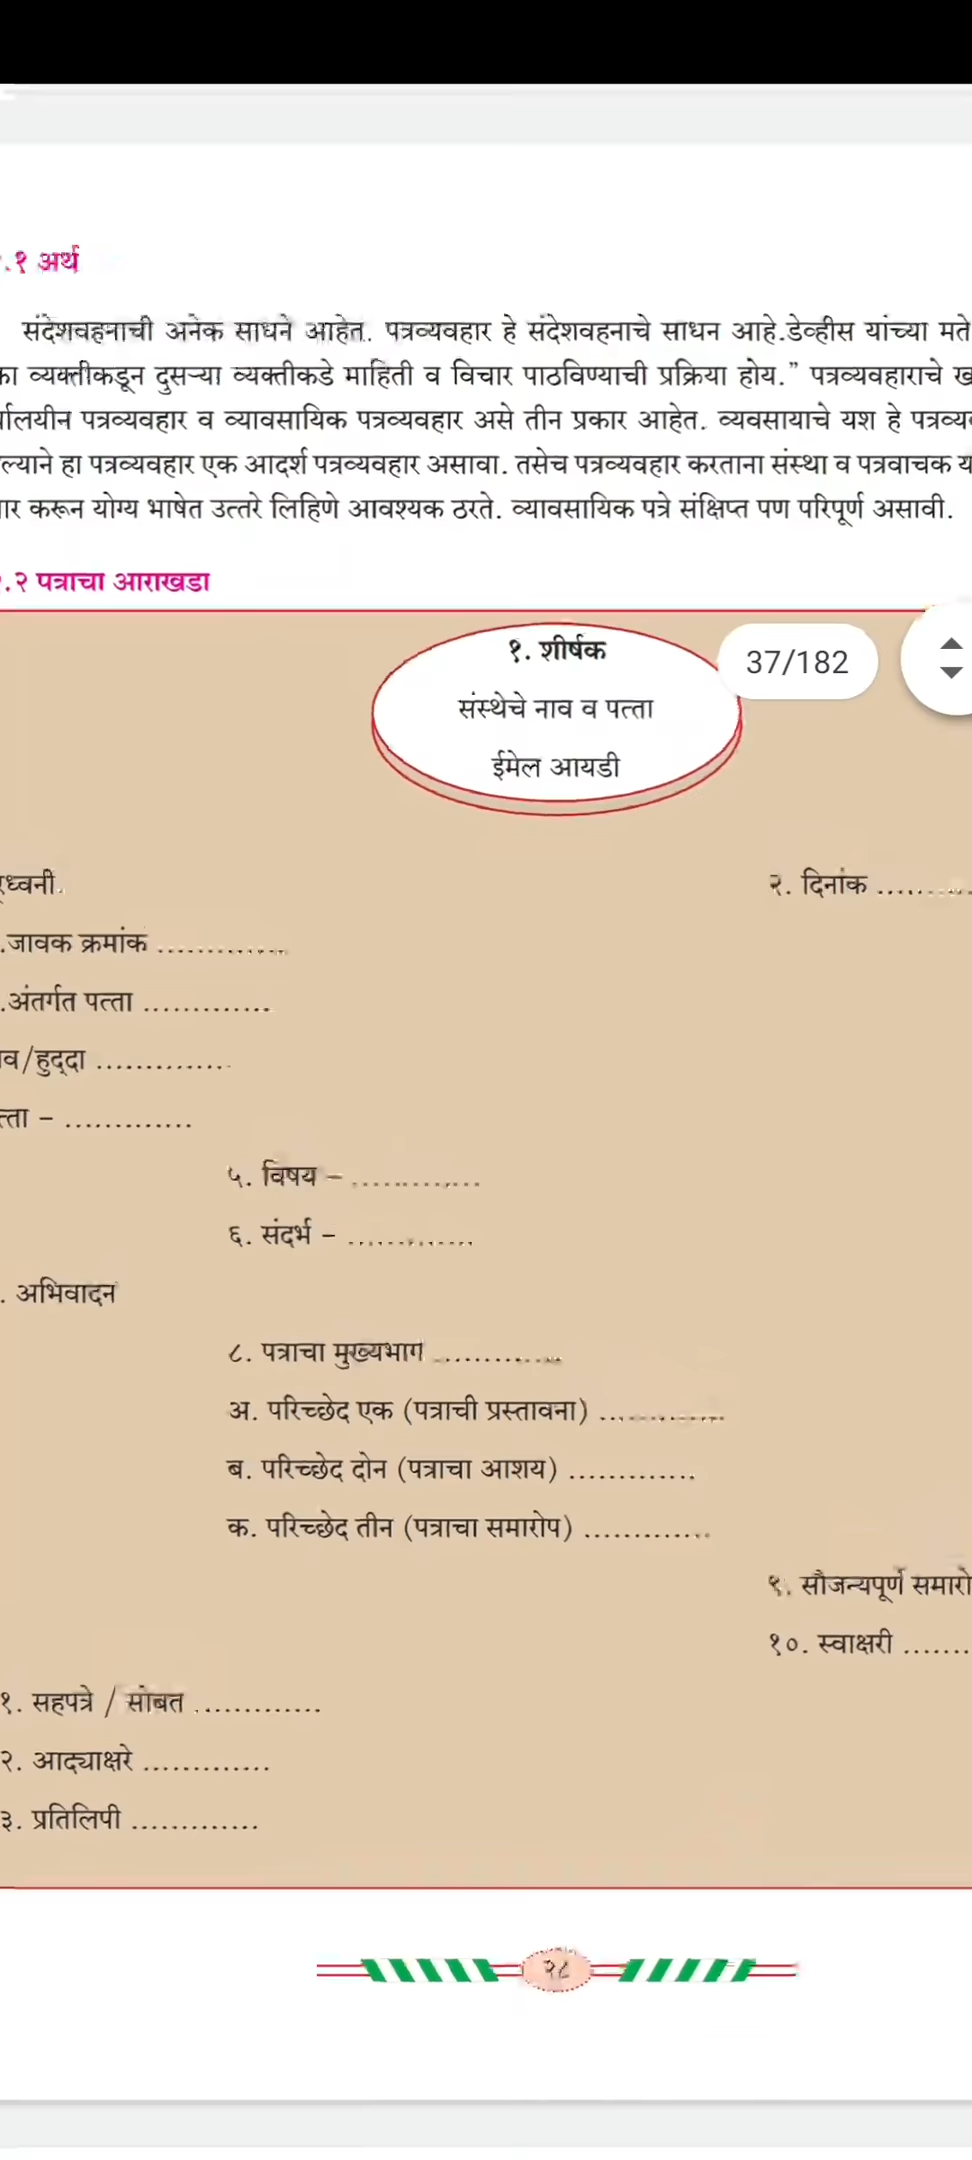 .१ अर्थ
संदेशवहनाची अनेक साधने आहेत. पत्रव्यवहार हे संदेशवहनाचे साधन आहे.डेव्हीस यांच्या मते
व्यक्तीकडून दुसऱ्या व्यक्तीकडे माहिती व विचार पाठविण्याची प्रक्रिया होय.” पत्रव्यवहाराचे
पत्रव्यवहार व व्यावसायिक पत्रव्यवहार असे तीन प्रकार आहेत. व्यवसायाचे यश हे
हा पत्रव्यवहार एक आदर्श पत्रव्यवहार असावा. तसेच पत्रव्यवहार करताना संस्था व पत्रवाचक
करून योग्य भाषेत उत्तरे लिहिणे आवश्यक ठरते. व्यावसायिक पत्रे संक्षिप्त पण परिपूर्ण असावी.
.२ पत्राचा आराखडा
१. शीर्षक
37/182
संस्थेचे नाव व पत्ता
ईमेल आयडी
ध्वनी.
२. दिनांक ..........
.जावक क्रमांक .............
.अंतर्गत पत्ता .............
व/हुद्दा .............
त्ता – .............
५. विषय – .............
६. संदर्भ – .............
. अभिवादन
८. पत्राचा मुख्यभाग .............
अ. परिच्छेद एक (पत्राची प्रस्तावना) .............
ब. परिच्छेद दोन (पत्राचा आशय) .............
क. परिच्छेद तीन (पत्राचा समारोप) .............
९. सौजन्यपूर्ण समारो
१०. स्वाक्षरी .......
१. सहपत्रे / सोबत .............
२. आद्याक्षरे .............
३. प्रतिलिपी .............
२८